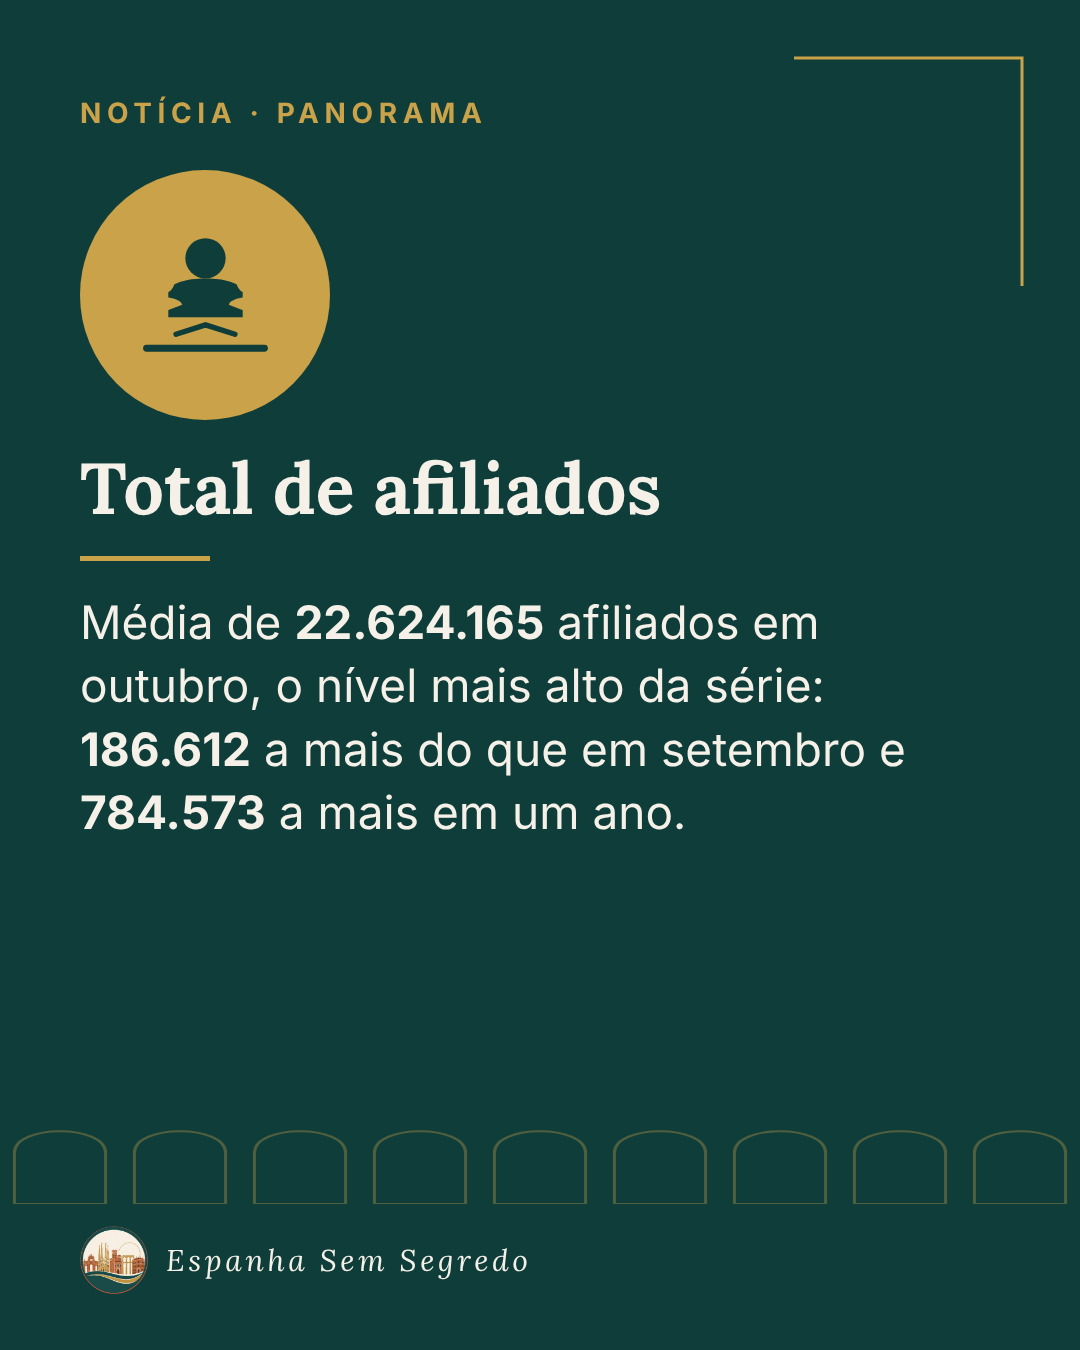 NOTÍCIA · PANORAMA
Total de afiliados
Média de 22.624.165 afiliados em
outubro, o nível mais alto da série:
186.612 a mais do que em setembro e
784.573 a mais em um ano.
Espanha Sem Segredo